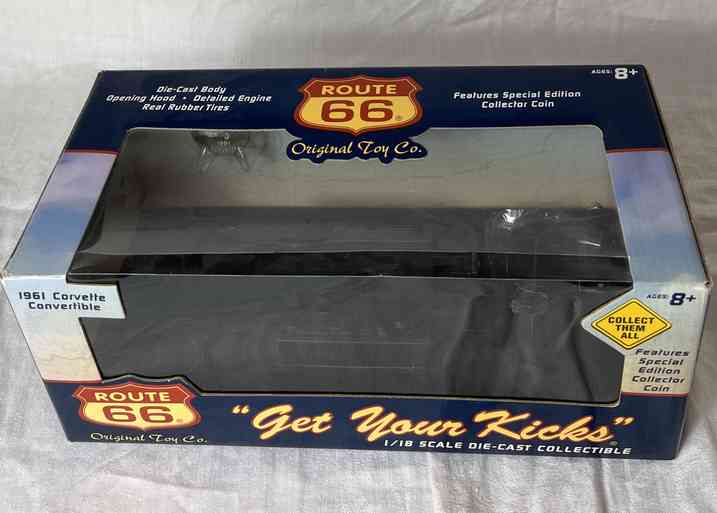 Die-Cast Body
Opening Hood • Detailed Engine
Real Rubber Tires
ROUTE
66®
Original Toy Co.
Features Special Edition
Collector Coin
AGES: 8+
1961 Corvette
Convertible
AGES: 8+
COLLECT
THEM
ALL
Features
Special
Edition
Collector
Coin
ROUTE
66®
Original Toy Co.
"Get Your Kicks"®
1/18 SCALE DIE-CAST COLLECTIBLE